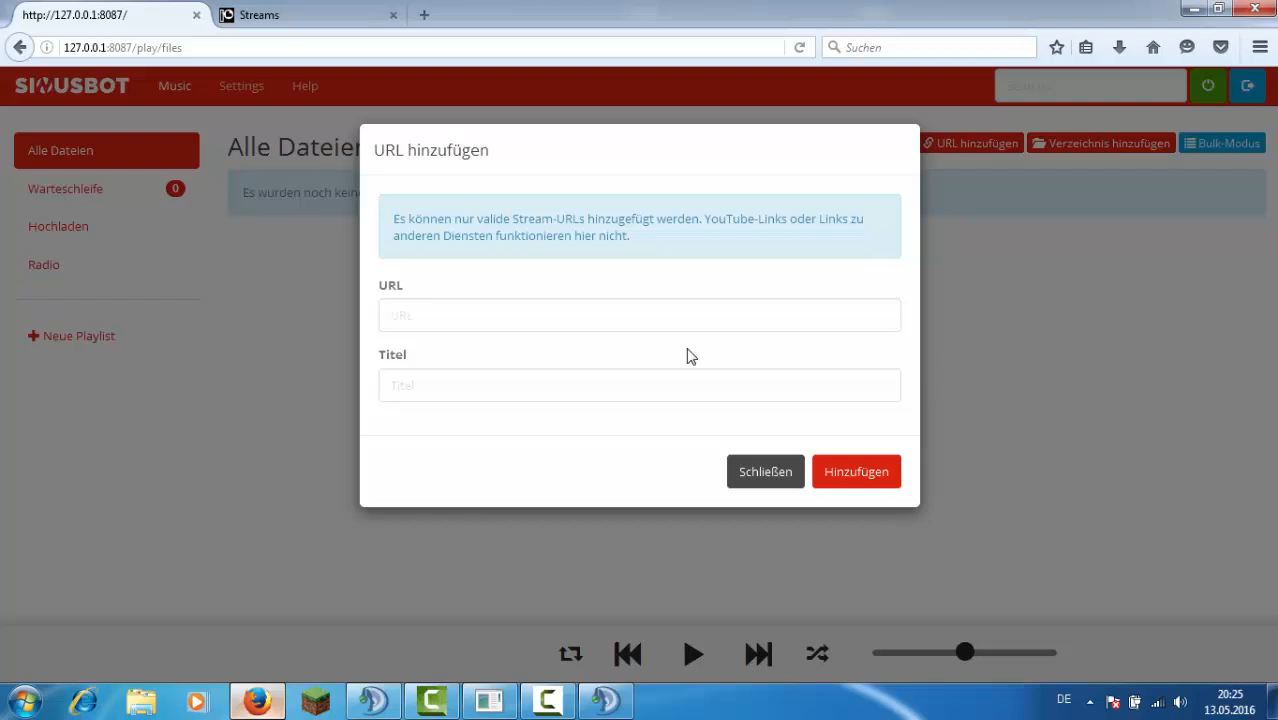 http://127.0.0.1:8087/
Streams
127.0.0.1:8087/play/files
Suchen
SINUSBOT
Music
Settings
Help
Alle Dateien
Warteschleife
0
Hochladen
Radio
Neue Playlist
Alle Dateien
URL hinzufügen
Verzeichnis hinzufügen
Bulk-Modus
Es wurden noch kein
URL hinzufügen
Es können nur valide Stream-URLs hinzugefügt werden. YouTube-Links oder Links zu
anderen Diensten funktionieren hier nicht.
URL
URL
Titel
Titel
Schließen
Hinzufügen
DE
20:25
13.05.2016